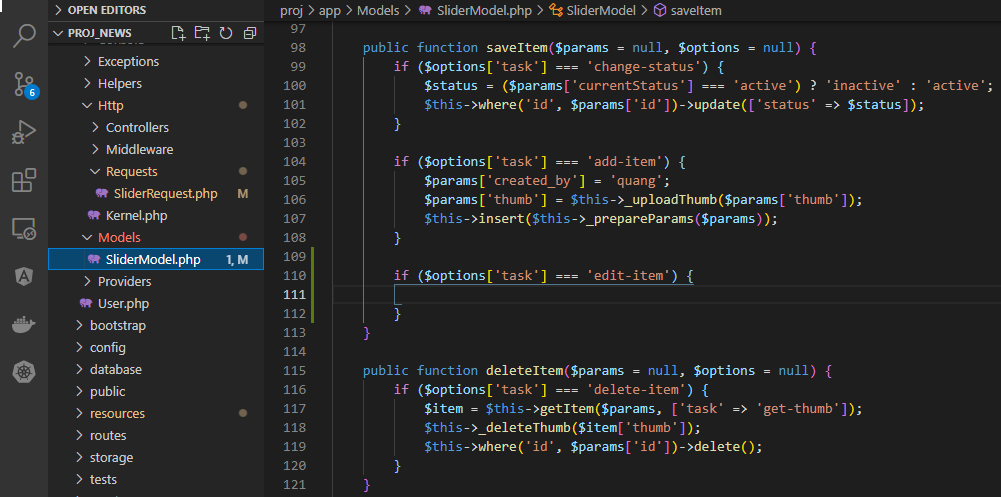 OPEN EDITORS
PROJ_NEWS
Exceptions
Helpers
Http
Controllers
Middleware
Requests
SliderRequest.php M
Kernel.php
Models
SliderModel.php 1, M
Providers
User.php
bootstrap
config
database
public
resources
routes
storage
tests
6
proj > app > Models > SliderModel.php > SliderModel > saveItem
97
98 public function saveItem($params = null, $options = null) {
99 if ($options['task'] === 'change-status') {
100 $status = ($params['currentStatus'] === 'active') ? 'inactive' : 'active';
101 $this->where('id', $params['id'])->update(['status' => $status]);
102 }
103
104 if ($options['task'] === 'add-item') {
105 $params['created_by'] = 'quang';
106 $params['thumb'] = $this->_uploadThumb($params['thumb']);
107 $this->insert($this->_prepareParams($params));
108 }
109
110 if ($options['task'] === 'edit-item') {
111
112 }
113 }
114
115 public function deleteItem($params = null, $options = null) {
116 if ($options['task'] === 'delete-item') {
117 $item = $this->getItem($params, ['task' => 'get-thumb']);
118 $this->_deleteThumb($item['thumb']);
119 $this->where('id', $params['id'])->delete();
120 }
121 }